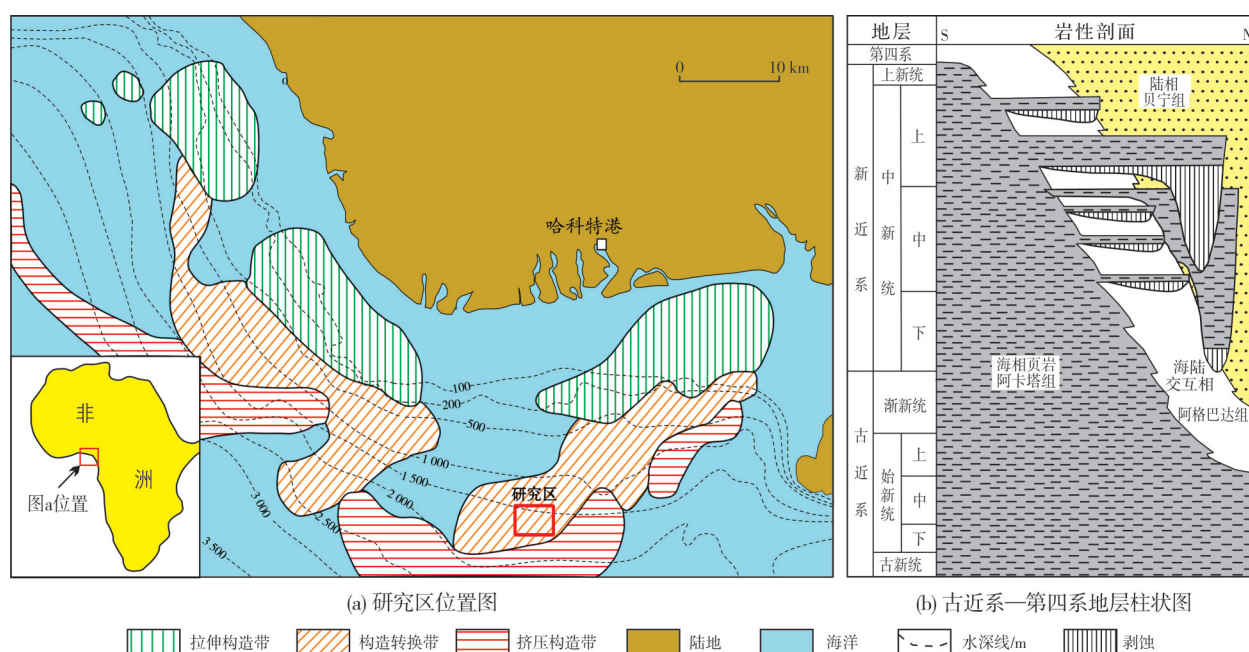 0 10 km
哈科特港
100
200
500
1 000
1 500
2 000
2 500
3 000
3 500
研究区
非
洲
图a位置
(a) 研究区位置图
地层
岩性剖面
S
N
第四系
上新统
新近系
中新统
上
中
下
古近系
渐新统
始新统
上
中
下
古新统
陆相
贝宁组
海相页岩
阿卡塔组
海陆
交互相
阿格巴达组
(b) 古近系—第四系地层柱状图
拉伸构造带
构造转换带
挤压构造带
陆地
海洋
水深线/m
剥蚀